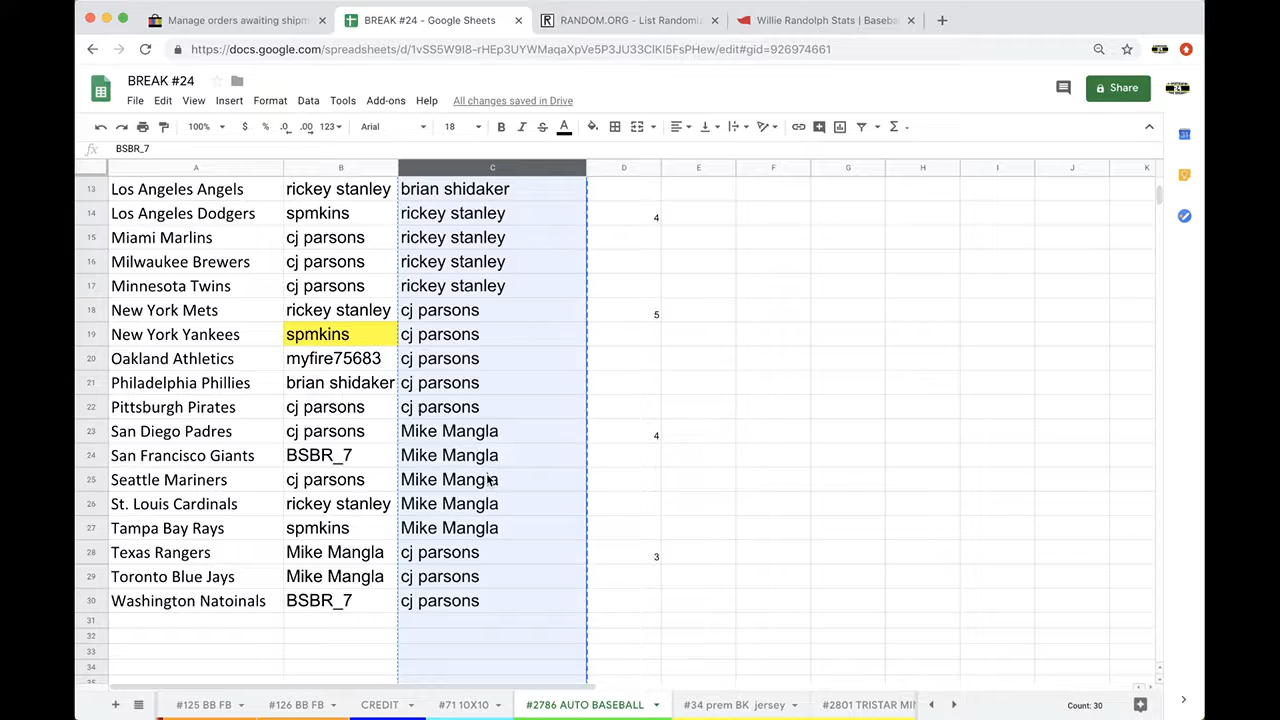 Manage orders awaiting shipm
BREAK #24 - Google Sheets
RANDOM.ORG - List Randomiz
Willie Randolph Stats | Baseba
https://docs.google.com/spreadsheets/d/1vSS5W9I8-rHEp3UYWMaqaXpVe5P3JU33ClKI5FsPHew/edit#gid=926974661
BREAK #24
File Edit View Insert Format Data Tools Add-ons Help All changes saved in Drive
Share
100% $ % .0 .00 123 Arial 18 B I S A
fx BSBR_7
A B C D E F G H I J K
13 Los Angeles Angels rickey stanley brian shidaker
14 Los Angeles Dodgers spmkins rickey stanley 4
15 Miami Marlins cj parsons rickey stanley
16 Milwaukee Brewers cj parsons rickey stanley
17 Minnesota Twins cj parsons rickey stanley
18 New York Mets rickey stanley cj parsons 5
19 New York Yankees spmkins cj parsons
20 Oakland Athletics myfire75683 cj parsons
21 Philadelphia Phillies brian shidaker cj parsons
22 Pittsburgh Pirates cj parsons cj parsons
23 San Diego Padres cj parsons Mike Mangla 4
24 San Francisco Giants BSBR_7 Mike Mangla
25 Seattle Mariners cj parsons Mike Mangla
26 St. Louis Cardinals rickey stanley Mike Mangla
27 Tampa Bay Rays spmkins Mike Mangla
28 Texas Rangers Mike Mangla cj parsons 3
29 Toronto Blue Jays Mike Mangla cj parsons
30 Washington Natoinals BSBR_7 cj parsons
31
32
33
34
35
#125 BB FB #126 BB FB CREDIT #71 10X10 #2786 AUTO BASEBALL #34 prem BK jersey #2801 TRISTAR MIN Count: 30